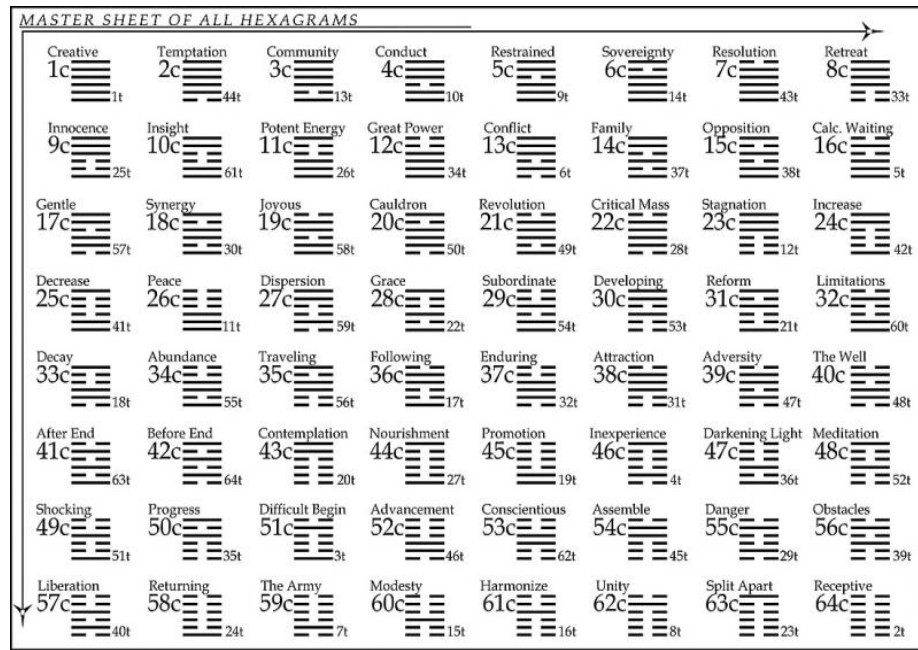 MASTER SHEET OF ALL HEXAGRAMS
Creative Temptation Community Conduct Restrained Sovereignty Resolution Retreat
1c 2c 3c 4c 5c 6c 7c 8c
1t 44t 13t 10t 9t 14t 43t 33t
Innocence Insight Potent Energy Great Power Conflict Family Opposition Calc. Waiting
9c 10c 11c 12c 13c 14c 15c 16c
25t 61t 26t 34t 6t 37t 38t 5t
Gentle Synergy Joyous Cauldron Revolution Critical Mass Stagnation Increase
17c 18c 19c 20c 21c 22c 23c 24c
57t 30t 58t 50t 49t 28t 12t 42t
Decrease Peace Dispersion Grace Subordinate Developing Reform Limitations
25c 26c 27c 28c 29c 30c 31c 32c
41t 11t 59t 22t 54t 53t 21t 60t
Decay Abundance Traveling Following Enduring Attraction Adversity The Well
33c 34c 35c 36c 37c 38c 39c 40c
18t 55t 56t 17t 32t 31t 47t 48t
After End Before End Contemplation Nourishment Promotion Inexperience Darkening Light Meditation
41c 42c 43c 44c 45c 46c 47c 48c
63t 64t 20t 27t 19t 4t 36t 52t
Shocking Progress Difficult Begin Advancement Conscientious Assemble Danger Obstacles
49c 50c 51c 52c 53c 54c 55c 56c
51t 35t 3t 46t 62t 45t 29t 39t
Liberation Returning The Army Modesty Harmonize Unity Split Apart Receptive
57c 58c 59c 60c 61c 62c 63c 64c
40t 24t 7t 15t 16t 8t 23t 2t